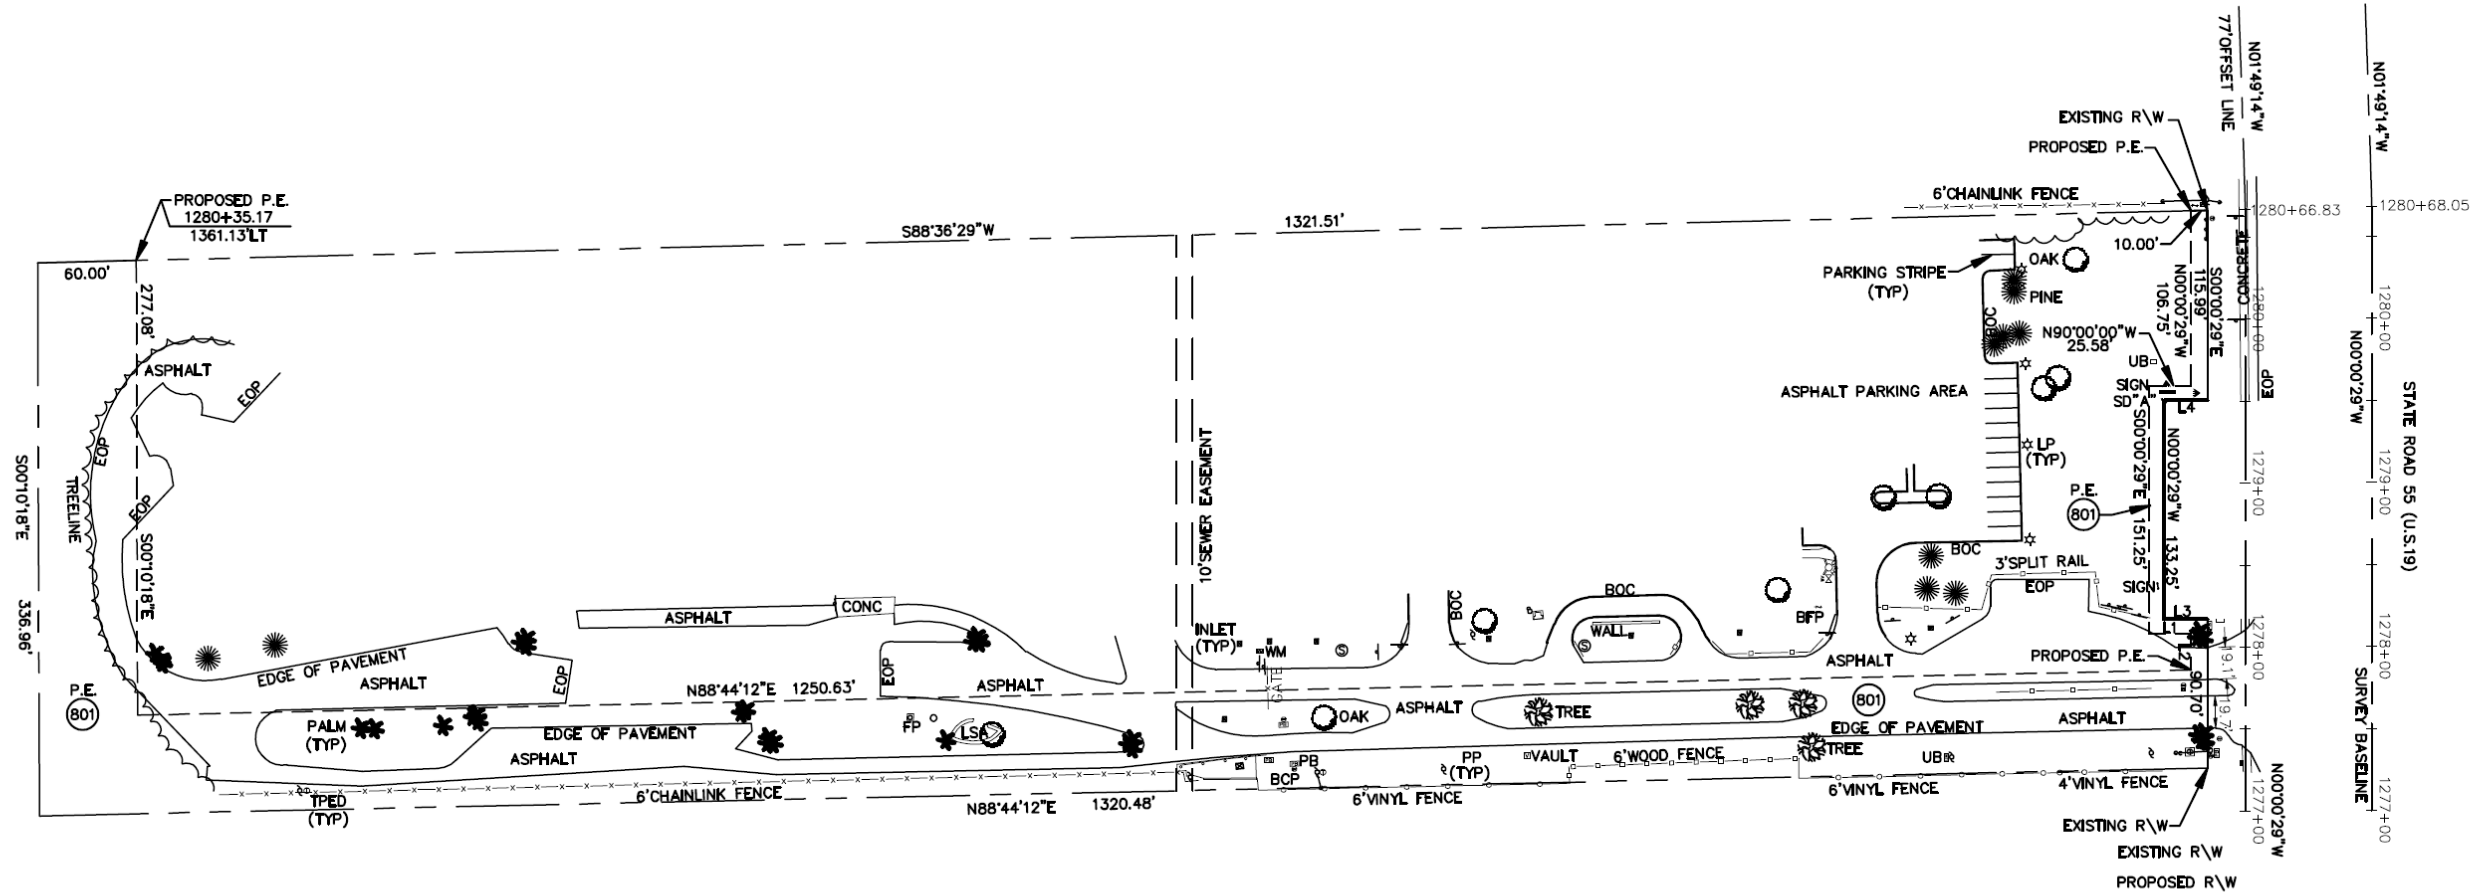 77'OFFSET LINE
N01°49'14"W
N01°49'14"W
EXISTING R\W
PROPOSED P.E.
6'CHAINLINK FENCE
PROPOSED P.E.
1280+35.17
1361.13'LT
S88°36'29"W
1321.51'
1280+66.83
1280+68.05
60.00'
277.08'
10.00'
CONCRETE
OAK
PARKING STRIPE
(TYP)
PINE
BOC
S00°00'29"E
115.99'
N00°00'29"W
106.75'
1280+00
1280+00
N90°00'00"W
25.58'
N00°00'29"W
UB
ASPHALT
EOP
EOP
SIGN
SD"A"
L4
ASPHALT PARKING AREA
STATE ROAD 55 (U.S.19)
EOP
LP
(TYP)
S00°10'18"E
TREELINE
EOP
10'SEWER EASEMENT
P.E.
801
S00°00'29"E 151.25'
N00°00'29"W 133.25'
1279+00
1279+00
S00°10'18"E
336.96'
BOC
3'SPLIT RAIL
EOP
SIGN
CONC
ASPHALT
BOC
BOC
BFP
L3
L1
INLET
(TYP)
WM
WALL
1278+00
1278+00
EDGE OF PAVEMENT
ASPHALT
EOP
EOP
ASPHALT
GATE
ASPHALT
PROPOSED P.E.
L2
19.11'
P.E.
801
N88°44'12"E 1250.63'
801
90.70'
19.7'
SURVEY BASELINE
PALM
(TYP)
FP
LSA
OAK
ASPHALT
TREE
ASPHALT
EDGE OF PAVEMENT
EDGE OF PAVEMENT
ASPHALT
TREE
PB
BCP
PP
(TYP)
VAULT
6'WOOD FENCE
UB
TPED
(TYP)
6'CHAINLINK FENCE
N88°44'12"E
1320.48'
6'VINYL FENCE
6'VINYL FENCE
4'VINYL FENCE
1277+00
N00°00'29"W
1277+00
EXISTING R\W
EXISTING R\W
PROPOSED R\W